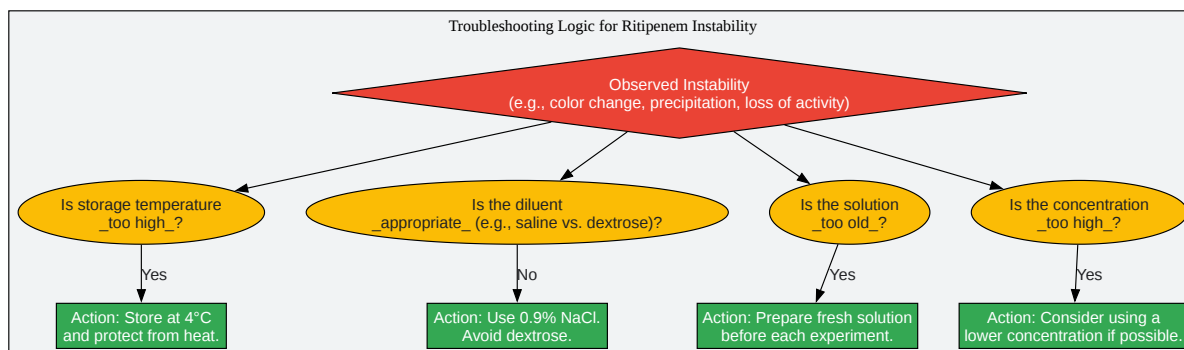 Troubleshooting Logic for Ritipenem Instability
Observed Instability
(e.g., color change, precipitation, loss of activity)
Is storage temperature
_too high_?
Is the diluent
_appropriate_ (e.g., saline vs. dextrose)?
Is the solution
_too old_?
Is the concentration
_too high_?
Yes
No
Yes
Yes
Action: Store at 4°C
and protect from heat.
Action: Use 0.9% NaCl.
Avoid dextrose.
Action: Prepare fresh solution
before each experiment.
Action: Consider using a
lower concentration if possible.